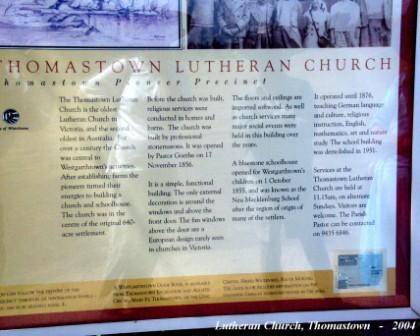 THOMASTOWN LUTHERAN CHURCH
Thomastown Pioneer Precinct
The Thomastown Lutheran
Church is the oldest
Lutheran Church in
Victoria, and the second
oldest in Australia. For
over a century the Church
was central to
Westgarthtown's activities.
After establishing farms the
pioneers turned their
energies to building a
church and schoolhouse.
The church was in the
centre of the original 640-
acre settlement.
Before the church was built,
religious services were
conducted in homes and
barns. The church was
built by professional
stonemasons. It was opened
by Pastor Goethe on 17
November 1856.
It is a simple, functional
building. The only external
decoration is around the
windows and above the
front door. The fan windows
above the door are a
European design rarely seen
in churches in Victoria.
The floors and ceilings are
imported softwood. As well
as church services many
major social events were
held in this building over
the years.
A bluestone schoolhouse
opened for Westgarthtown's
children on 1 October
1855, and was known as the
New Mecklenburg School
after the region of origin of
many of the settlers.
It operated until 1876,
teaching German language
and culture, religious
instruction, English,
mathematics, art and nature
study. The school building
was demolished in 1951.
Services at the
Thomastown Lutheran
Church are held at
11.15am, on alternate
Sundays. Visitors are
welcome. The Parish
Pastor can be contacted
on 9435 6846.
Lutheran Church, Thomastown - 2004